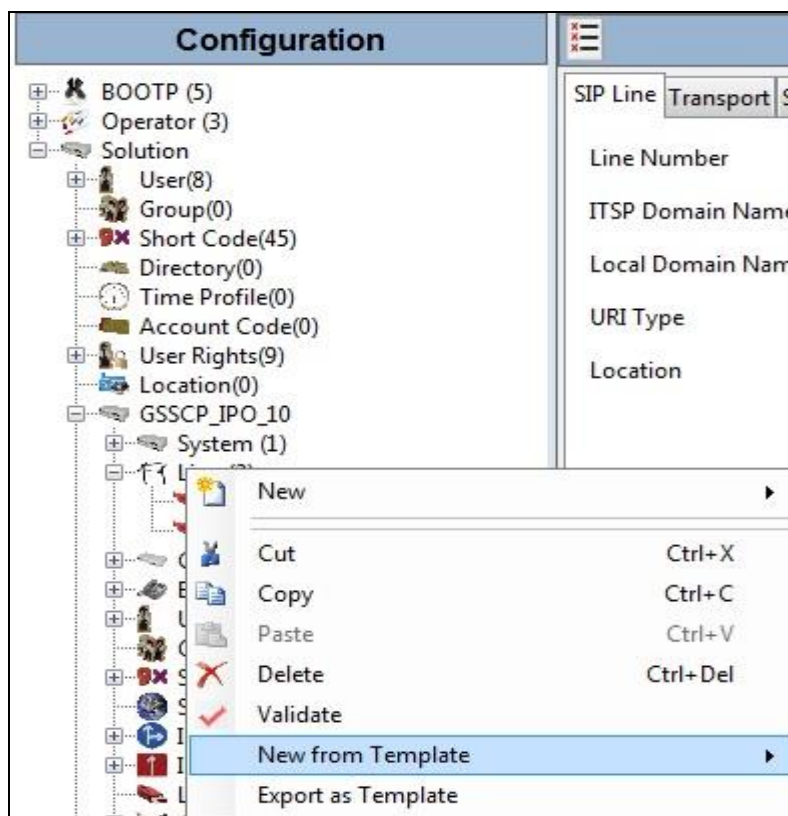 Configuration
BOOTP (5)
Operator (3)
Solution
User(8)
Group(0)
Short Code(45)
Directory(0)
Time Profile(0)
Account Code(0)
User Rights(9)
Location(0)
GSSCP_IPO_10
System (1)
New
Cut Ctrl+X
Copy Ctrl+C
Paste Ctrl+V
Delete Ctrl+Del
Validate
New from Template
Export as Template
SIP Line Transport
Line Number
ITSP Domain Name
Local Domain Nam
URI Type
Location